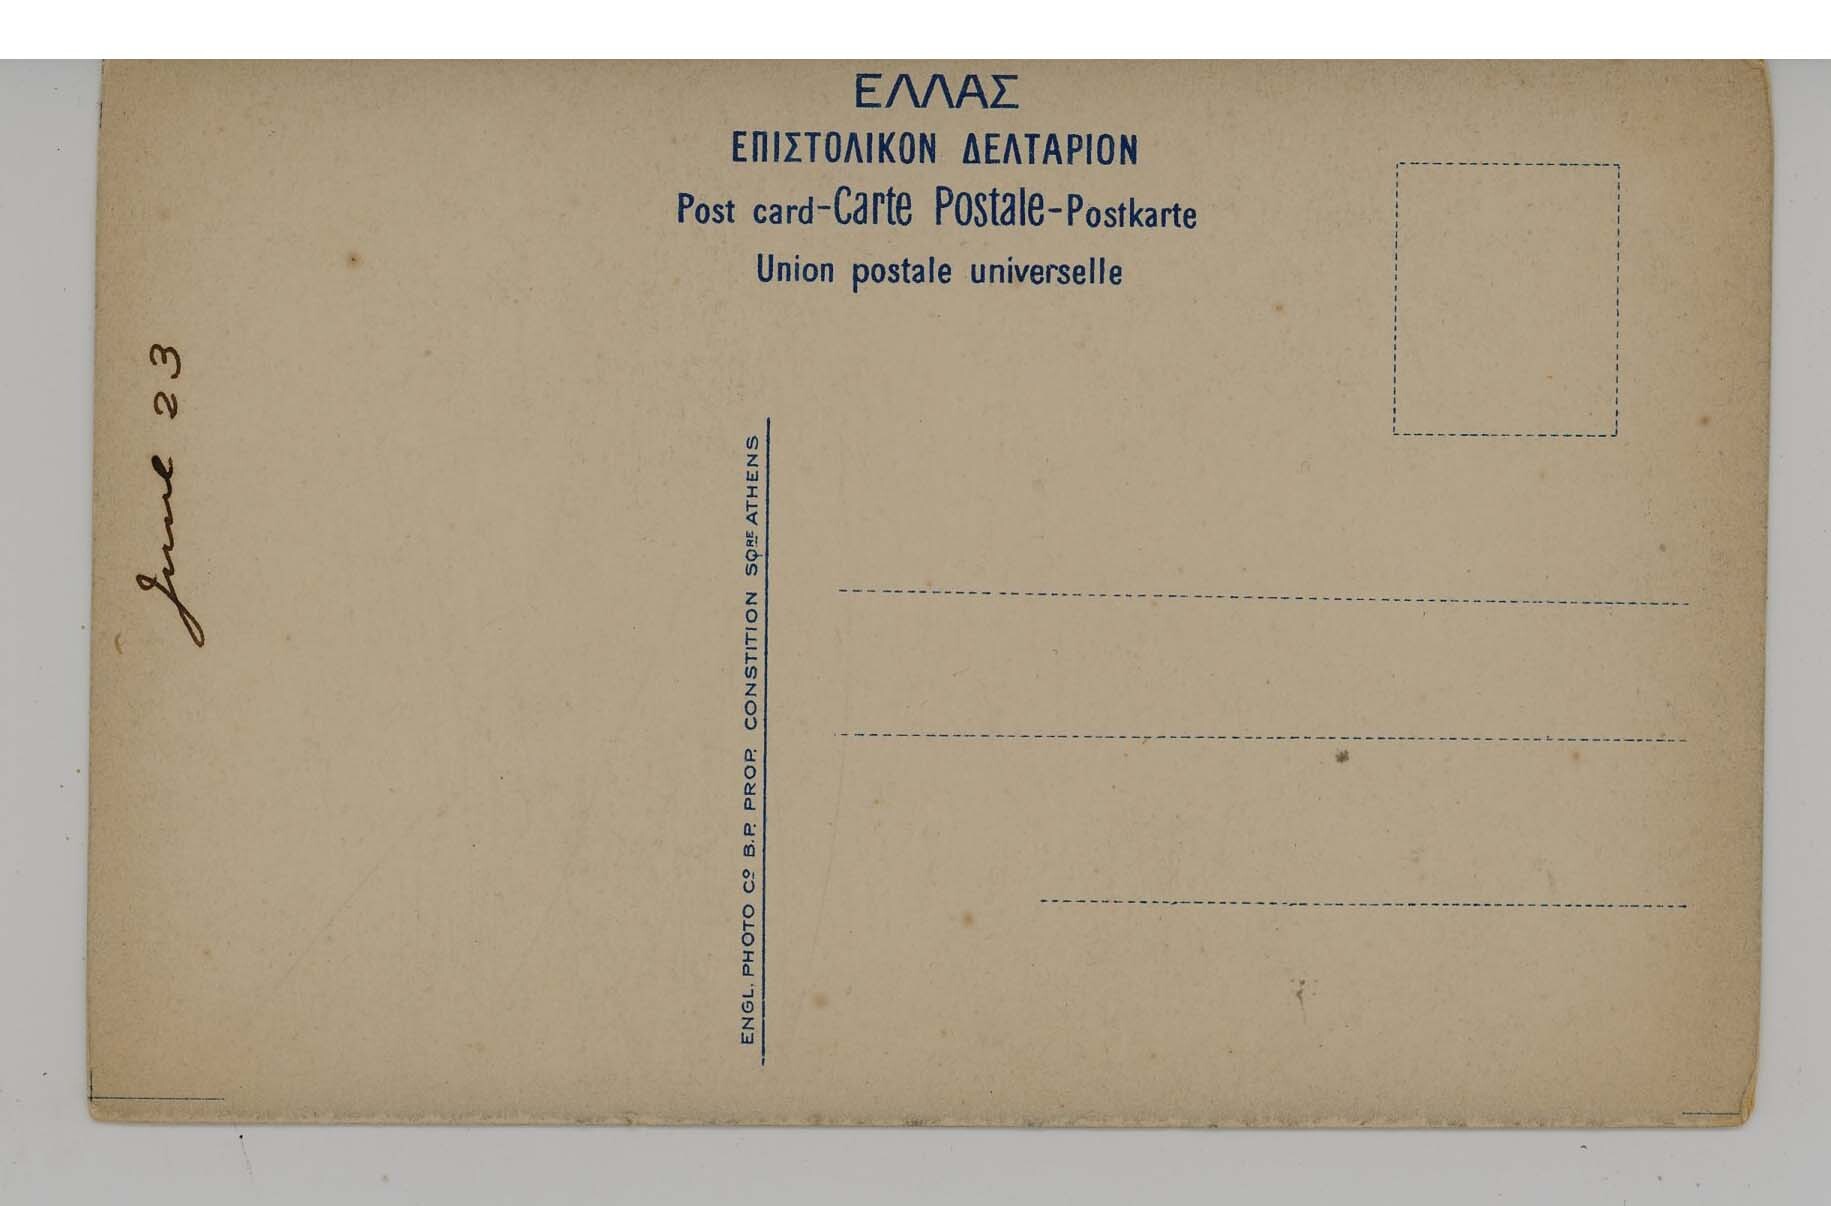 ΕΛΛΑΣ
ΕΠΙΣΤΟΛΙΚΟΝ ΔΕΛΤΑΡΙΟΝ
Post card-Carte Postale-Postkarte
Union postale universelle
June 23
ENGL. PHOTO Cº B.P. PROP. CONSTITION SQRE ATHENS